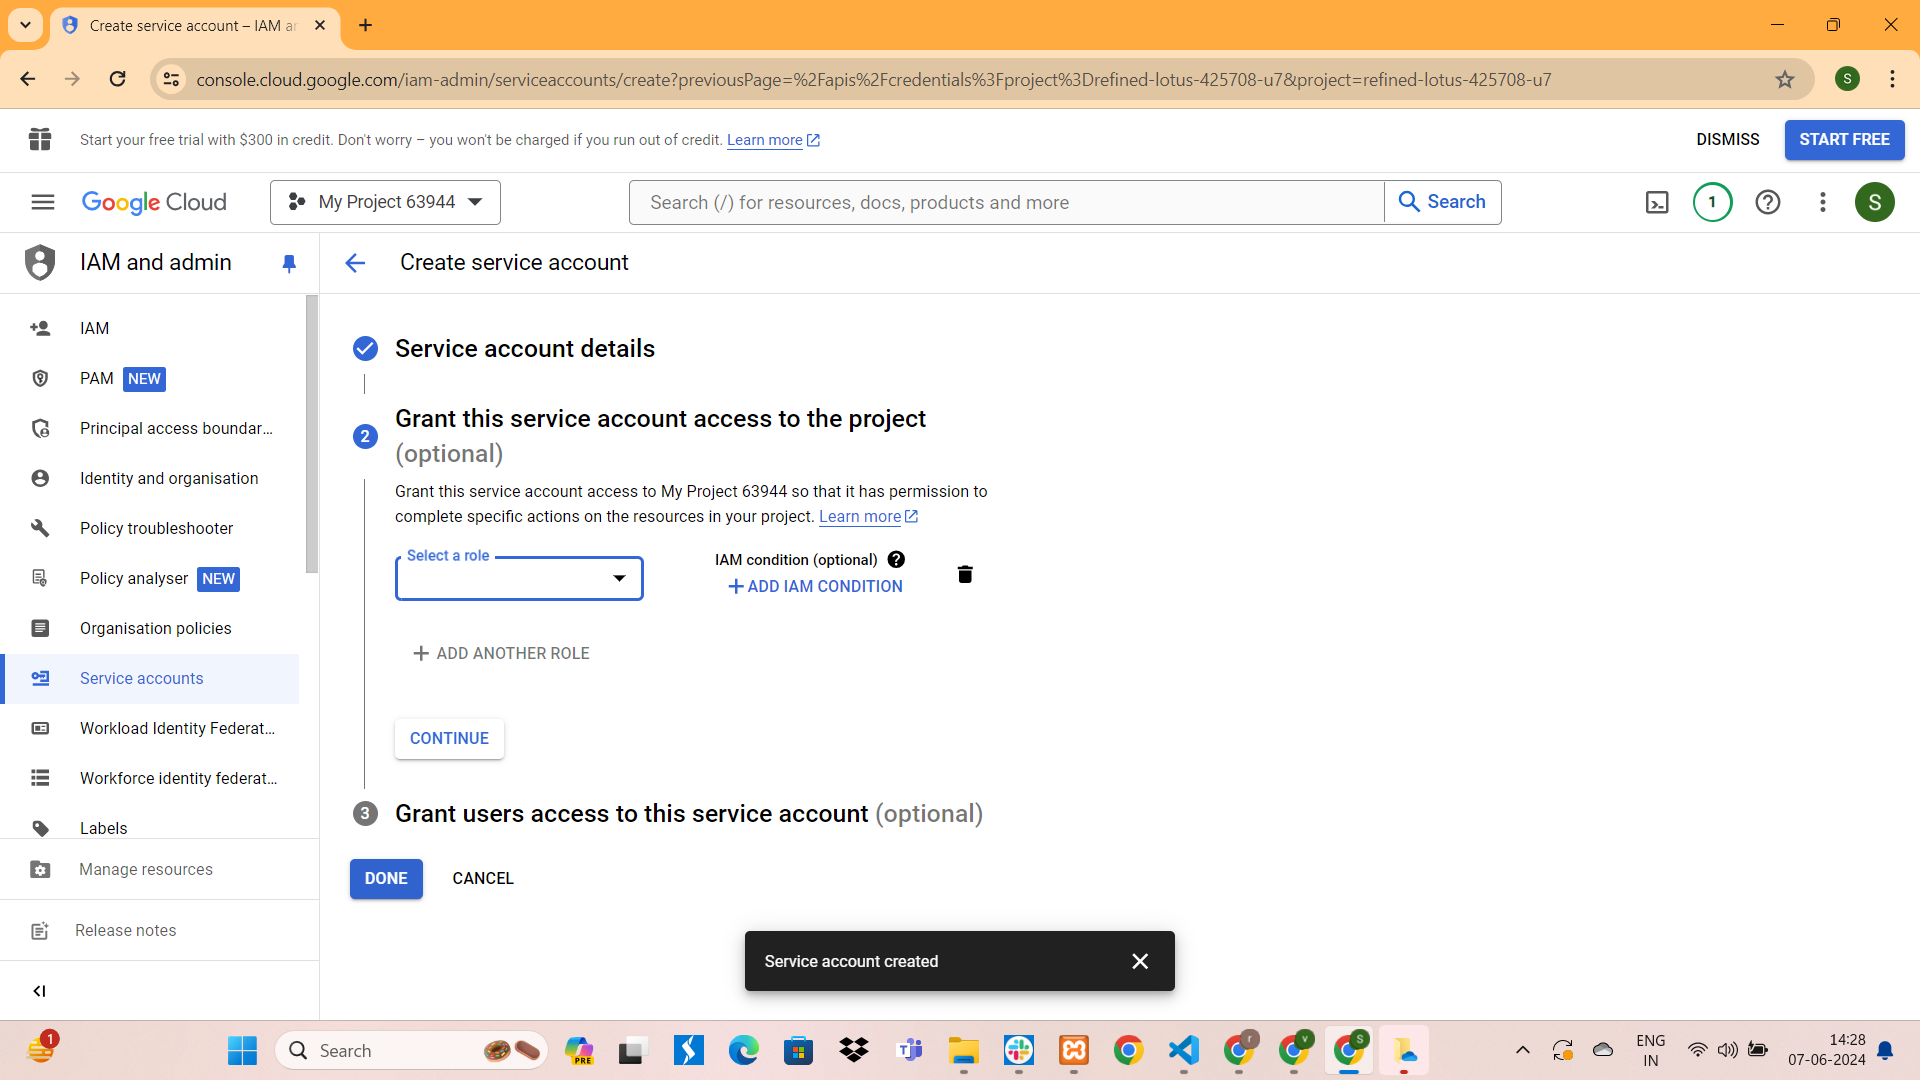 Create service account – IAM ar
console.cloud.google.com/iam-admin/serviceaccounts/create?previousPage=%2Fapis%2Fcredentials%3Fproject%3Drefined-lotus-425708-u7&project=refined-lotus-425708-u7
S
Start your free trial with $300 in credit. Don't worry – you won't be charged if you run out of credit. Learn more
DISMISS
START FREE
Google Cloud
My Project 63944
Search (/) for resources, docs, products and more
Search
1
S
IAM and admin
Create service account
IAM
PAM NEW
Principal access boundar...
Identity and organisation
Policy troubleshooter
Policy analyser NEW
Organisation policies
Service accounts
Workload Identity Federat...
Workforce identity federat...
Labels
Manage resources
Release notes
Service account details
2
Grant this service account access to the project
(optional)
Grant this service account access to My Project 63944 so that it has permission to
complete specific actions on the resources in your project. Learn more
Select a role
IAM condition (optional)
ADD IAM CONDITION
ADD ANOTHER ROLE
CONTINUE
3
Grant users access to this service account (optional)
DONE
CANCEL
Service account created
1
Search
PRE
r
v
S
ENG
IN
14:28
07-06-2024